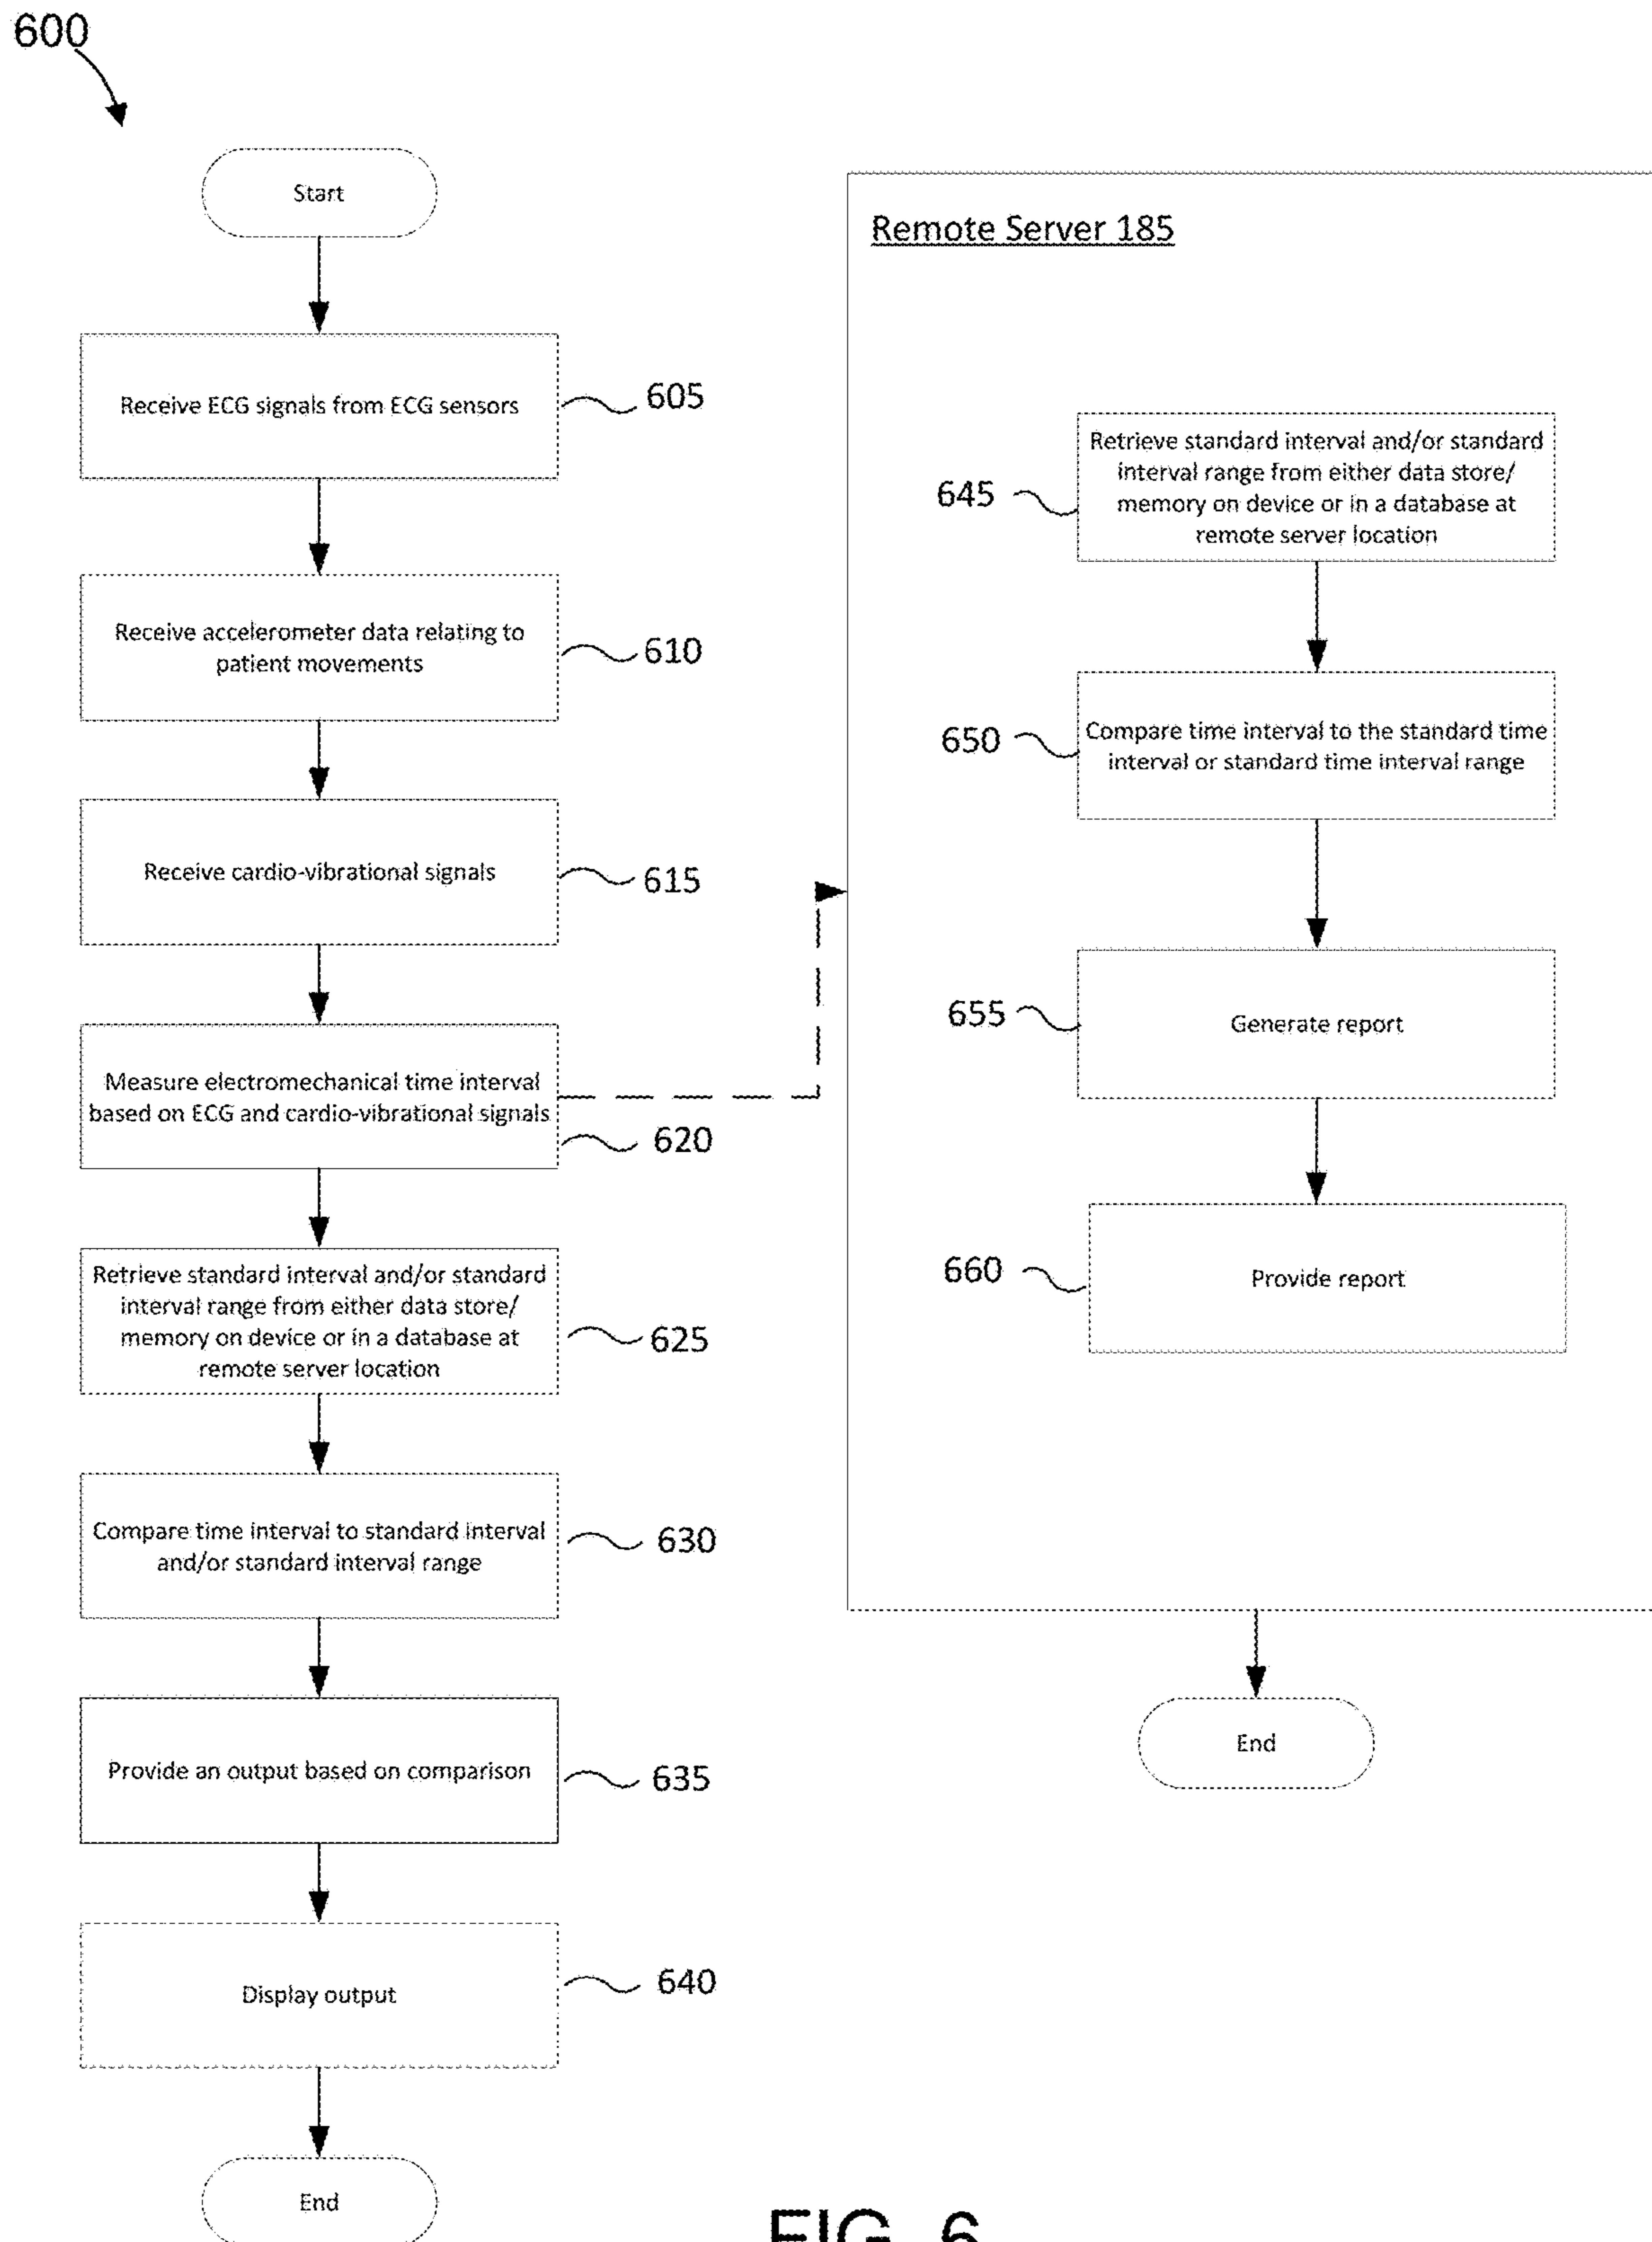 600
Start
Receive ECG signals from ECG sensors
605
Receive accelerometer data relating to
patient movements
610
Receive cardio-vibrational signals
615
Measure electromechanical time interval
based on ECG and cardio-vibrational signals
620
Retrieve standard interval and/or standard
interval range from either data store/
memory on device or in a database at
remote server location
625
Compare time interval to standard interval
and/or standard interval range
630
Provide an output based on comparison
635
Display output
640
End
Remote Server 185
Retrieve standard interval and/or standard
interval range from either data store/
memory on device or in a database at
remote server location
645
Compare time interval to the standard time
interval or standard time interval range
650
Generate report
655
Provide report
660
End
FIG. 6